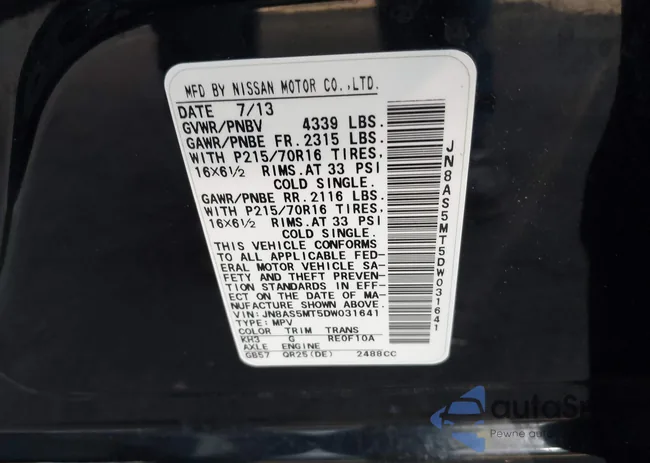 MFD BY NISSAN MOTOR CO.,LTD.
DATE 7/13
GVWR/PNBV 4339 LBS.
GAWR/PNBE FR. 2315 LBS.
WITH P215/70R16 TIRES,
16X6½ RIMS. AT 33 PSI
COLD SINGLE.
GAWR/PNBE RR. 2116 LBS.
WITH P215/70R16 TIRES,
16X6½ RIMS. AT 33 PSI
COLD SINGLE.
THIS VEHICLE CONFORMS
TO ALL APPLICABLE FED-
ERAL MOTOR VEHICLE SA-
FETY AND THEFT PREVEN-
TION STANDARDS IN EFF-
ECT ON THE DATE OF MA-
NUFACTURE SHOWN ABOVE.
VIN: JN8AS5MT5DW031641
TYPE: MPV
COLOR TRIM TRANS
KH3 G RE0F10A
AXLE ENGINE
GB57 QR25(DE) 2488CC
JN8AS5MT5DW031641
Pewne auto